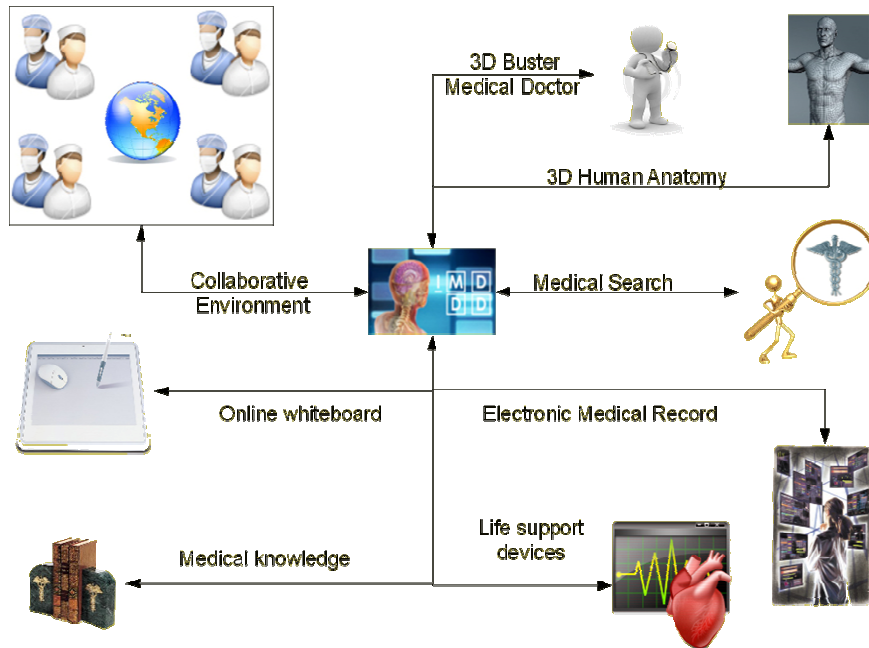 3D Buster
Medical Doctor
3D Human Anatomy
Collaborative
Environment
I M D
D D
Medical Search
Online whiteboard
Electronic Medical Record
Life support
devices
Medical knowledge